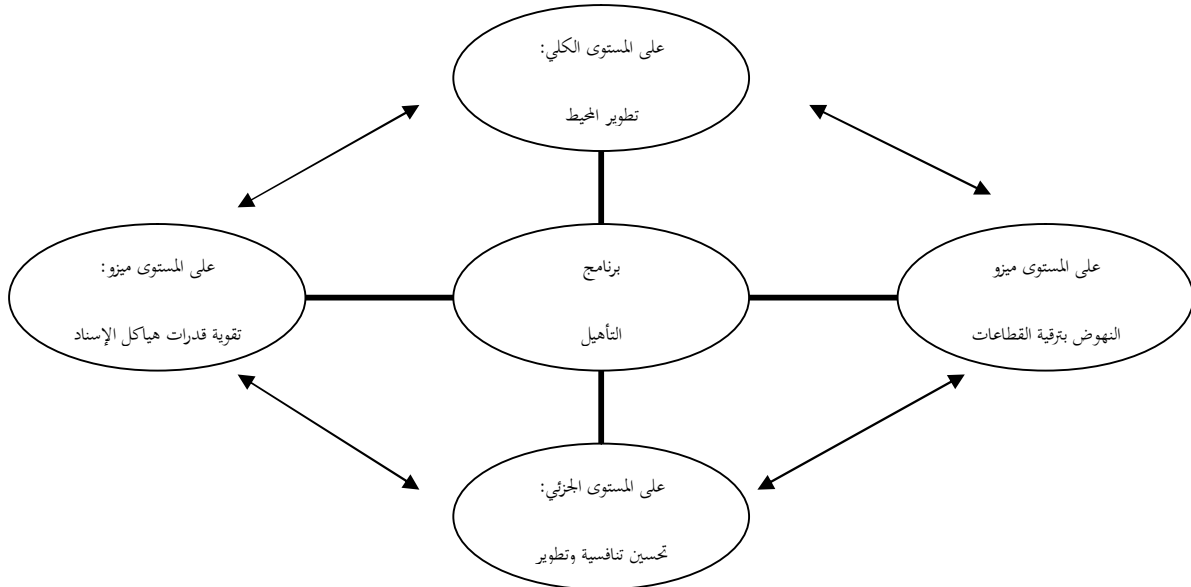 على المستوى الكلي:
تطوير المحيط
على المستوى ميزو
النهوض بترقية القطاعات
برنامج
التأهيل
على المستوى ميزو:
تقوية قدرات هياكل الإسناد
على المستوى الجزئي:
تحسين تنافسية وتطوير